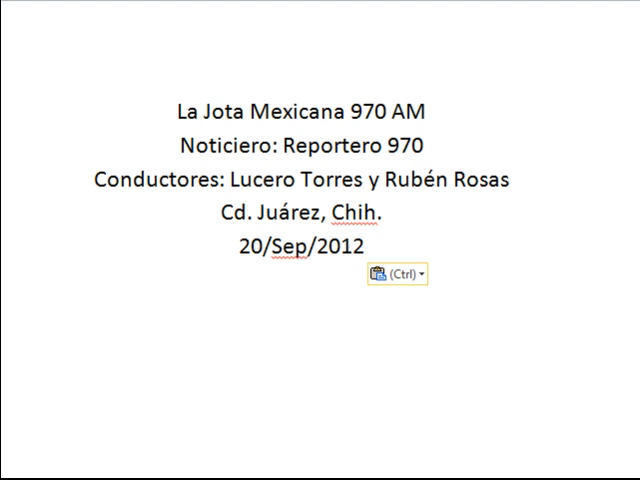 La Jota Mexicana 970 AM
Noticiero: Reportero 970
Conductores: Lucero Torres y Rubén Rosas
Cd. Juárez, Chih.
20/Sep/2012
(Ctrl)